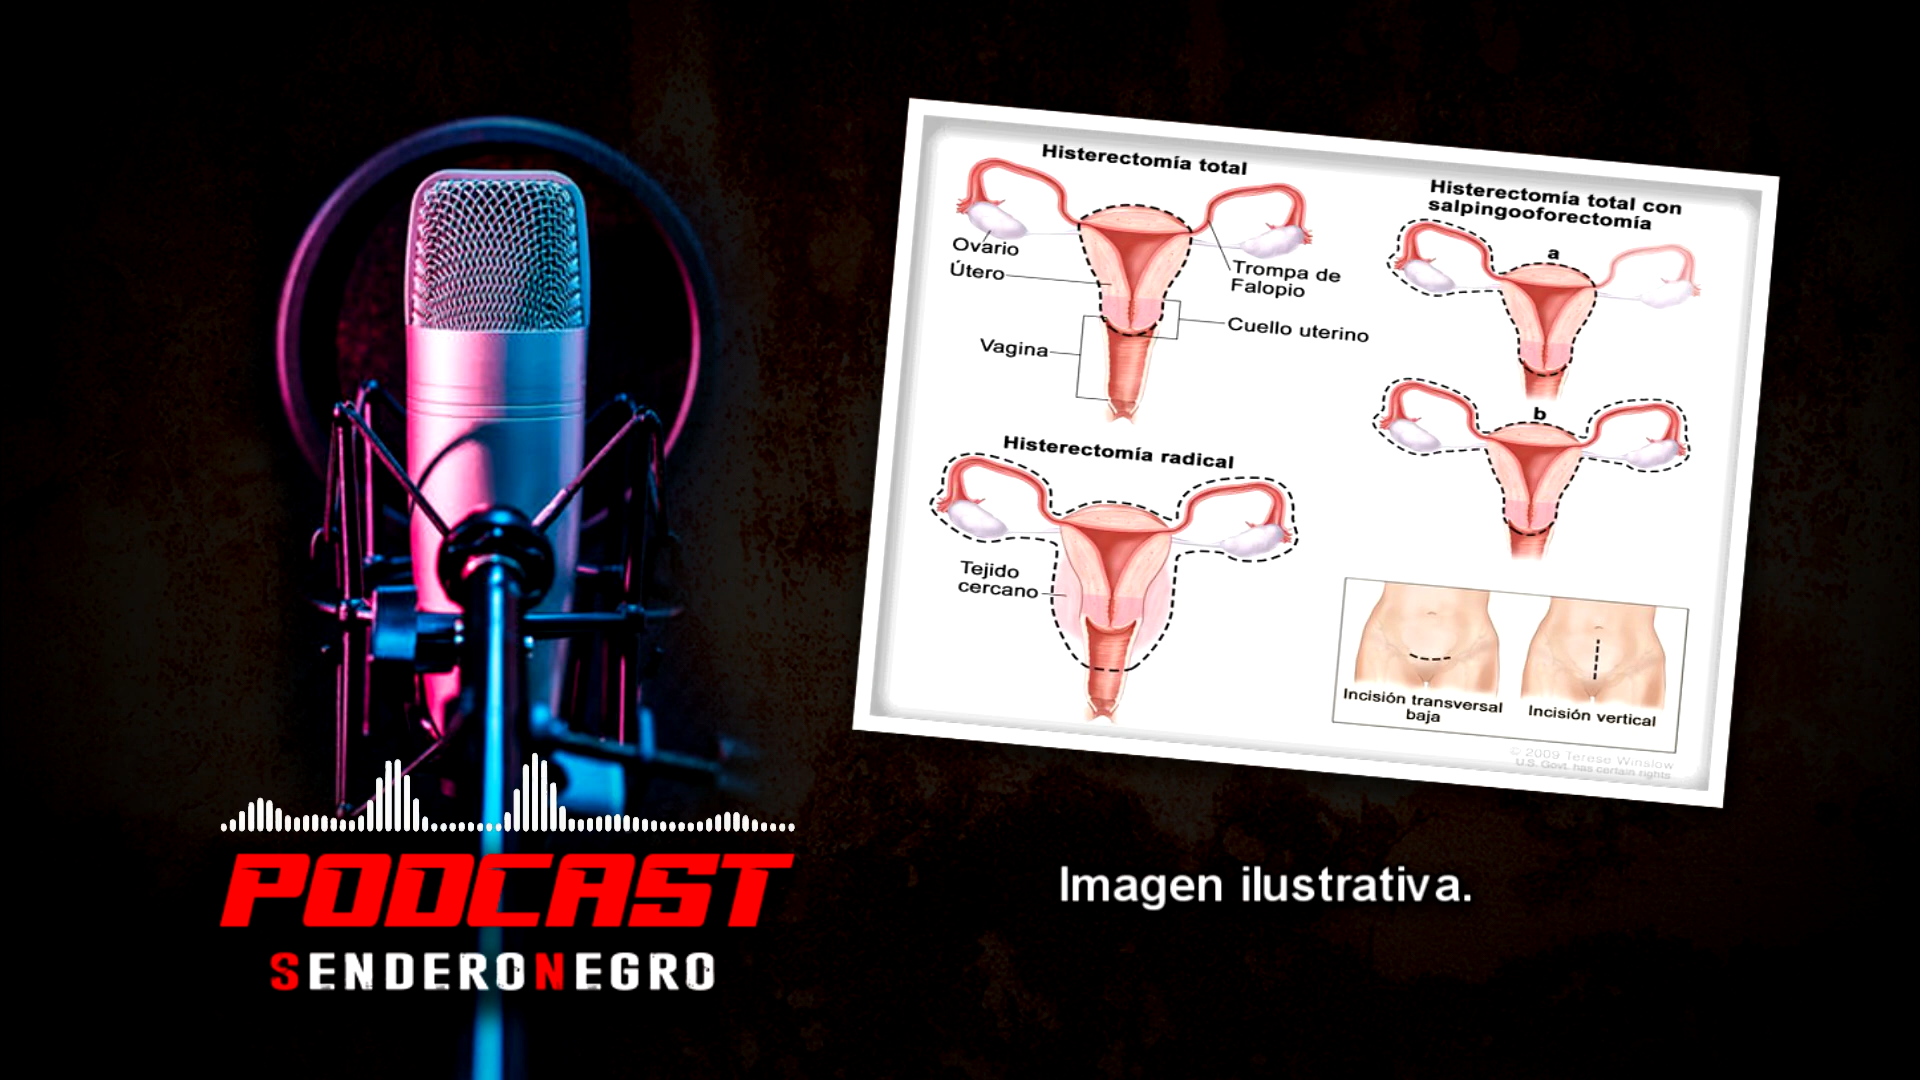 Histerectomía total
Ovario
Útero
Trompa de
Falopio
Cuello uterino
Vagina
Histerectomía total con
salpingooforectomía
a
b
Histerectomía radical
Tejido
cercano
Incisión transversal
baja
Incisión vertical
© 2009 Terese Winslow
U.S. Govt. has certain rights
PODCAST
SENDERONEGRO
Imagen ilustrativa.